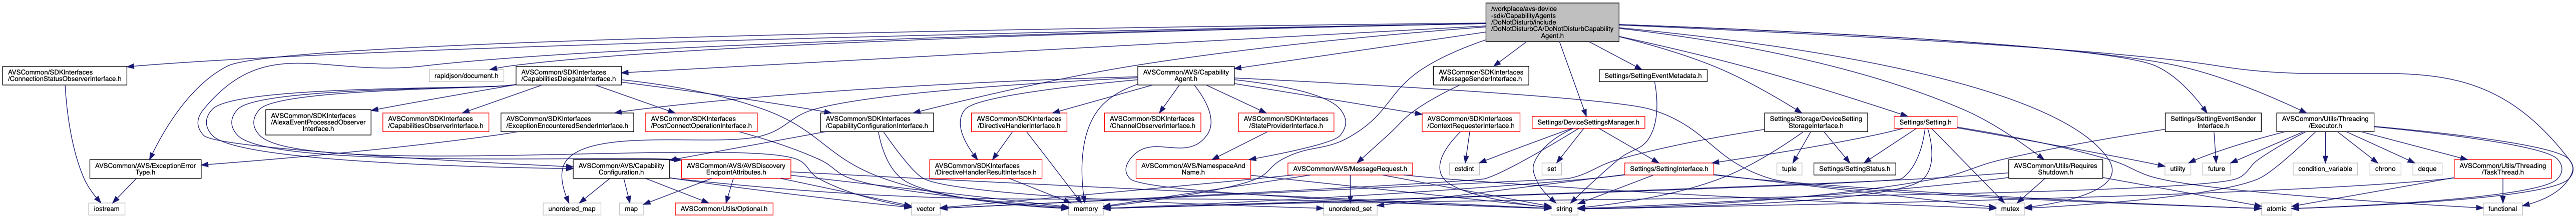 /workplace/avs-device
-sdk/CapabilityAgents
/DoNotDisturb/include
/DoNotDisturbCA/DoNotDisturbCapability
Agent.h
AVSCommon/SDKInterfaces
/ConnectionStatusObserverInterface.h
rapidjson/document.h
AVSCommon/SDKInterfaces
/CapabilitiesDelegateInterface.h
AVSCommon/AVS/Capability
Agent.h
AVSCommon/SDKInterfaces
/MessageSenderInterface.h
Settings/SettingEventMetadata.h
AVSCommon/SDKInterfaces
/AlexaEventProcessedObserver
Interface.h
AVSCommon/SDKInterfaces
/CapabilitiesObserverInterface.h
AVSCommon/SDKInterfaces
/ExceptionEncounteredSenderInterface.h
AVSCommon/SDKInterfaces
/PostConnectOperationInterface.h
AVSCommon/SDKInterfaces
/CapabilityConfigurationInterface.h
AVSCommon/SDKInterfaces
/DirectiveHandlerInterface.h
AVSCommon/SDKInterfaces
/ChannelObserverInterface.h
AVSCommon/SDKInterfaces
/StateProviderInterface.h
AVSCommon/SDKInterfaces
/ContextRequesterInterface.h
Settings/DeviceSettingsManager.h
Settings/Storage/DeviceSetting
StorageInterface.h
Settings/Setting.h
Settings/SettingEventSender
Interface.h
AVSCommon/Utils/Threading
/Executor.h
AVSCommon/AVS/ExceptionError
Type.h
AVSCommon/AVS/Capability
Configuration.h
AVSCommon/AVS/AVSDiscovery
EndpointAttributes.h
AVSCommon/SDKInterfaces
/DirectiveHandlerResultInterface.h
AVSCommon/AVS/NamespaceAnd
Name.h
AVSCommon/AVS/MessageRequest.h
cstdint
set
Settings/SettingInterface.h
tuple
Settings/SettingStatus.h
AVSCommon/Utils/Requires
Shutdown.h
utility
future
condition_variable
chrono
deque
AVSCommon/Utils/Threading
/TaskThread.h
iostream
unordered_map
map
AVSCommon/Utils/Optional.h
vector
memory
unordered_set
string
mutex
atomic
functional